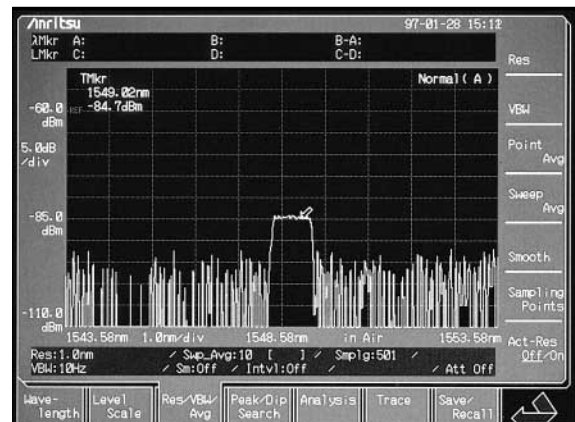 Anritsu 97-01-28 15:12
λMkr A: B: B-A:
LMkr C: D: C-D:
Res
TMkr Normal( A )
1549.02nm
-60.0 REF -84.7dBm
dBm
VBW
5.0dB
/div
Point
Avg
Sweep
Avg
-85.0
dBm
Smooth
Sampling
Points
-110.0
dBm
1543.58nm 1.0nm/div 1548.58nm in Air 1553.58nm
Act-Res
Off/On
Res:1.0nm / Swp_Avg:10 [ ] / Smplg:501 /
VBW:10Hz / Sm:Off / Intvl:Off / / Att Off
Wave-
length
Level
Scale
Res/VBW/
Avg
Peak/Dip
Search
Analysis
Trace
Save/
Recall